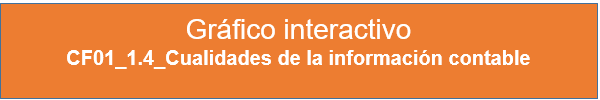 Gráfico interactivo
CF01_1.4_Cualidades de la información contable